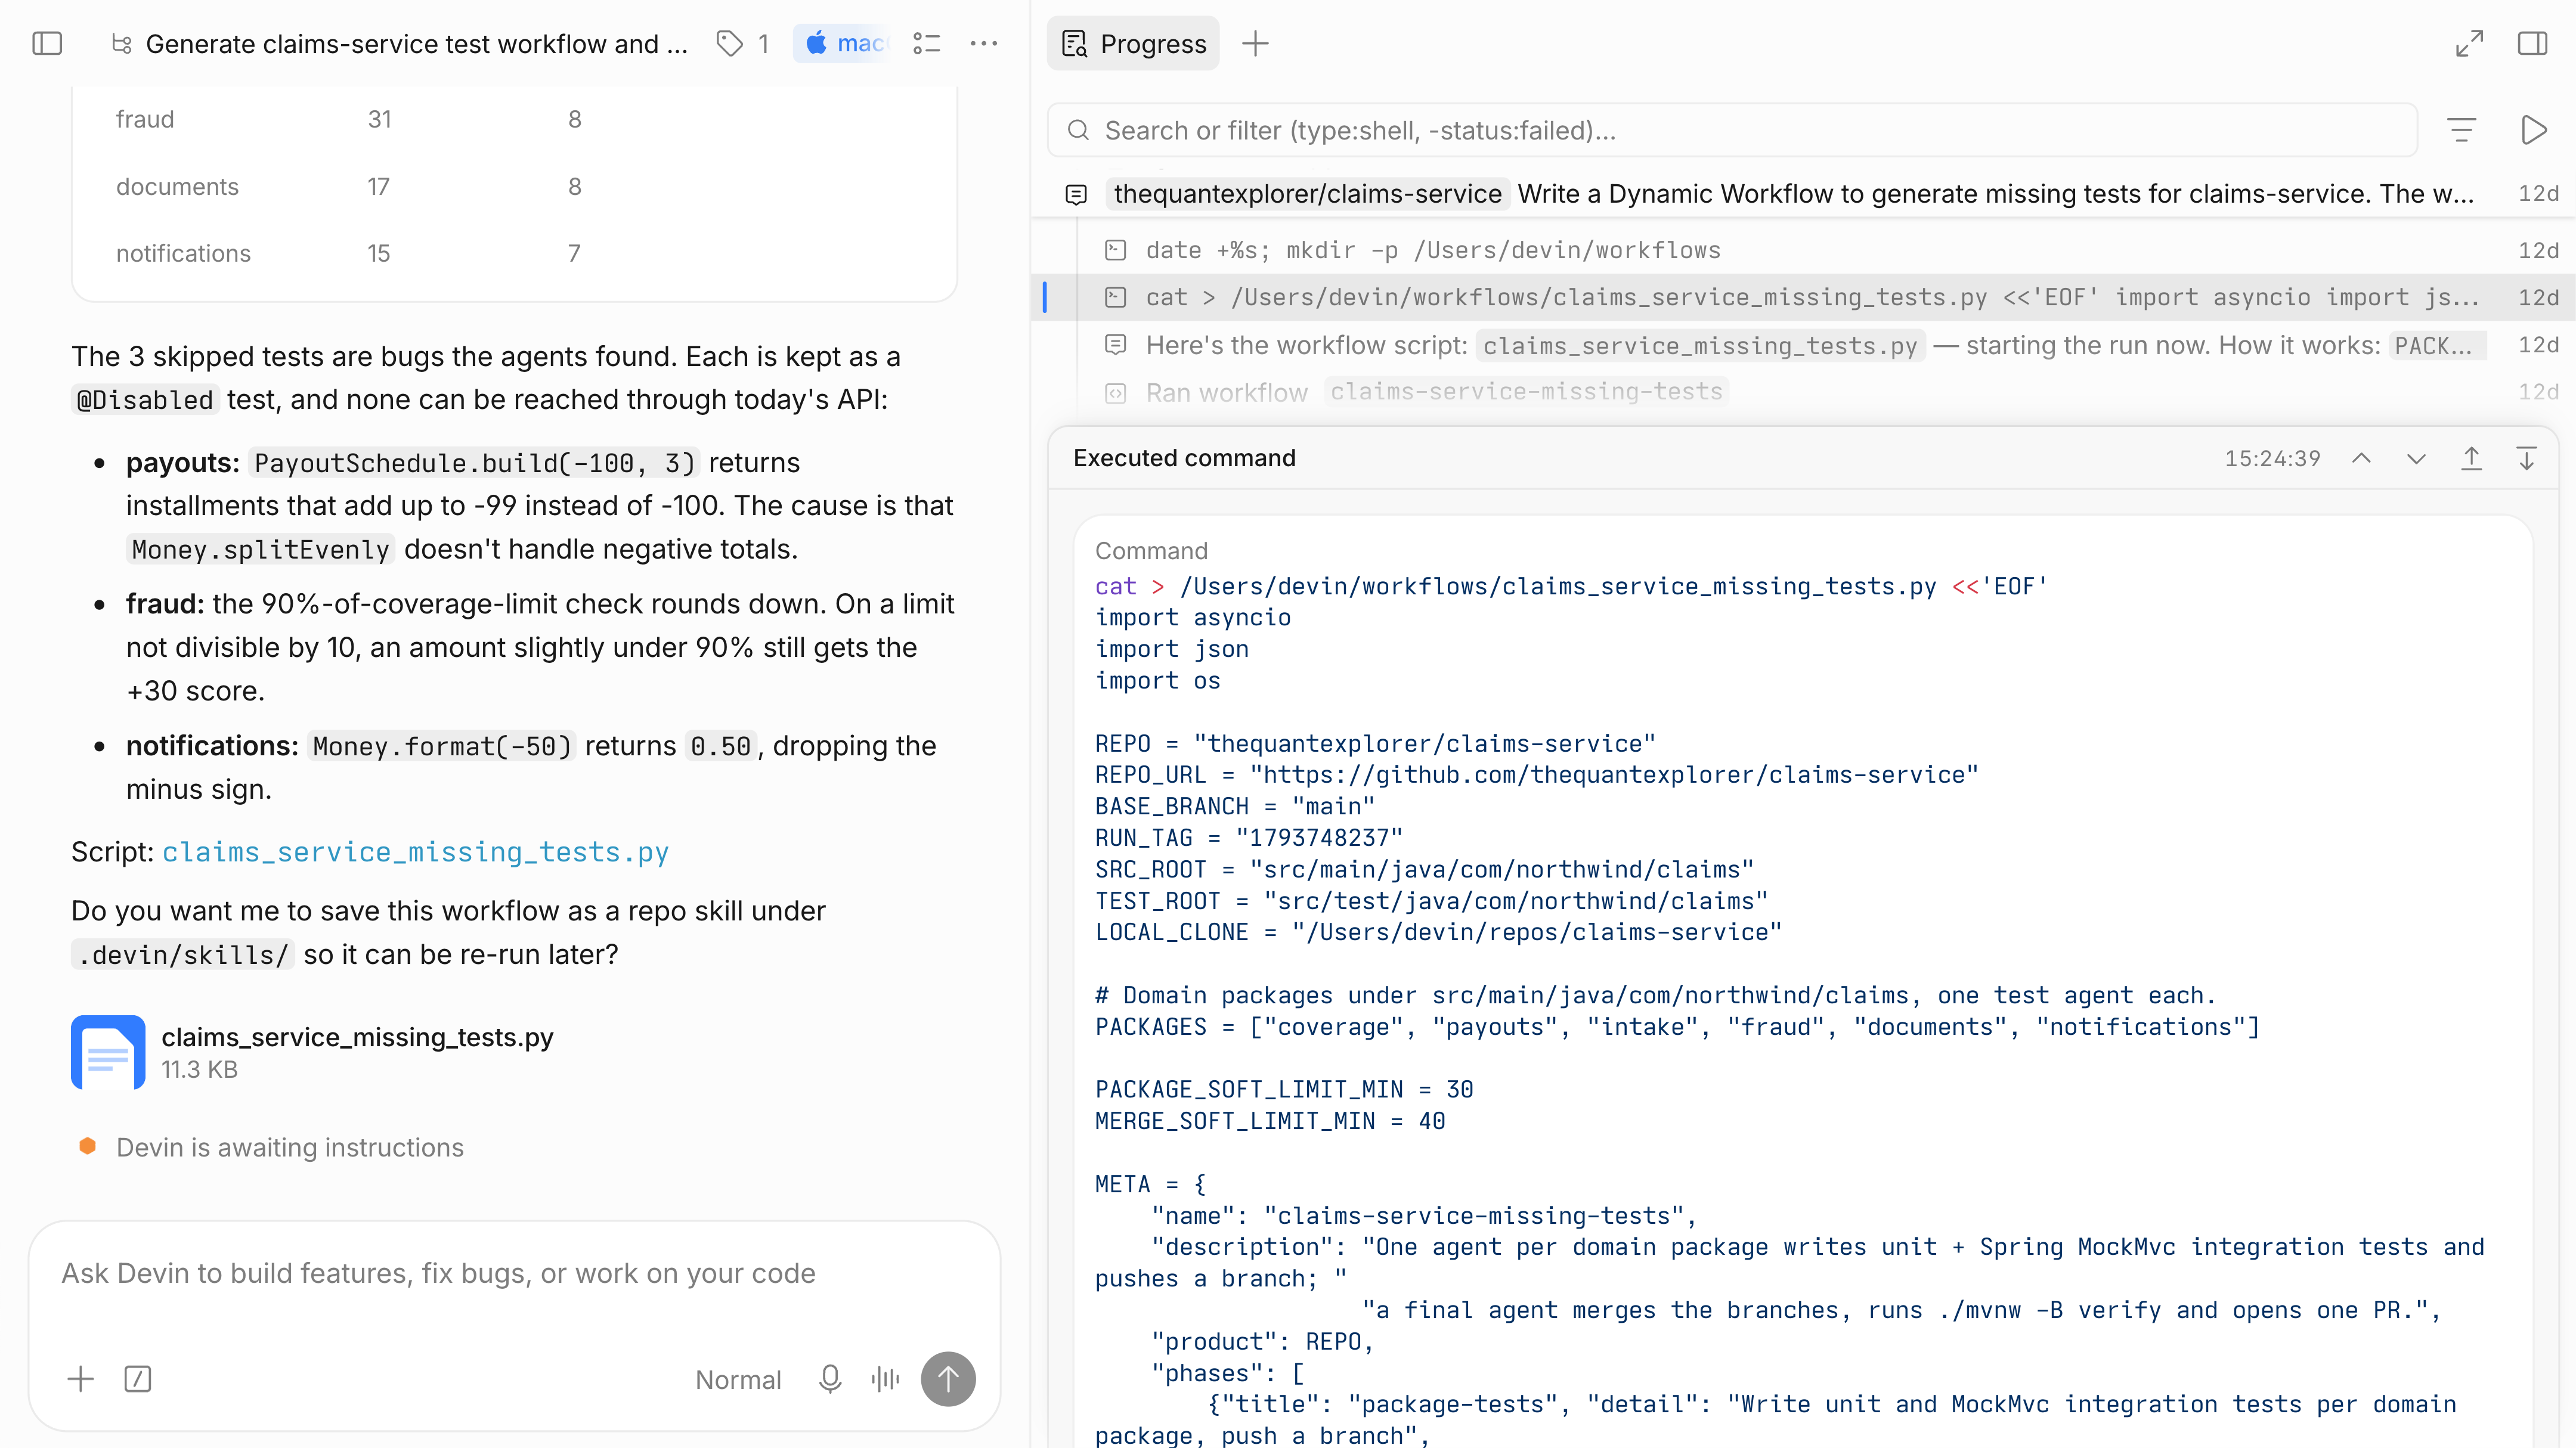 Generate claims-service test workflow and ...
1
fraud 31 8
documents 17 8
notifications 15 7
The 3 skipped tests are bugs the agents found. Each is kept as a
@Disabled test, and none can be reached through today's API:
• payouts: PayoutSchedule.build(-100, 3) returns
installments that add up to -99 instead of -100. The cause is that
Money.splitEvenly doesn't handle negative totals.
• fraud: the 90%-of-coverage-limit check rounds down. On a limit
not divisible by 10, an amount slightly under 90% still gets the
+30 score.
• notifications: Money.format(-50) returns 0.50, dropping the
minus sign.
Script: claims_service_missing_tests.py
Do you want me to save this workflow as a repo skill under
.devin/skills/ so it can be re-run later?
claims_service_missing_tests.py
11.3 KB
Devin is awaiting instructions
Ask Devin to build features, fix bugs, or work on your code
Normal
Progress
Search or filter (type:shell, -status:failed)...
thequantexplorer/claims-service Write a Dynamic Workflow to generate missing tests for claims-service. The w... 12d
date +%s; mkdir -p /Users/devin/workflows 12d
cat > /Users/devin/workflows/claims_service_missing_tests.py <<'EOF' import asyncio import js... 12d
Here's the workflow script: claims_service_missing_tests.py — starting the run now. How it works: PACK... 12d
Ran workflow claims-service-missing-tests 12d
Executed command 15:24:39
Command
cat > /Users/devin/workflows/claims_service_missing_tests.py <<'EOF'
import asyncio
import json
import os
REPO = "thequantexplorer/claims-service"
REPO_URL = "https://github.com/thequantexplorer/claims-service"
BASE_BRANCH = "main"
RUN_TAG = "1793748237"
SRC_ROOT = "src/main/java/com/northwind/claims"
TEST_ROOT = "src/test/java/com/northwind/claims"
LOCAL_CLONE = "/Users/devin/repos/claims-service"
# Domain packages under src/main/java/com/northwind/claims, one test agent each.
PACKAGES = ["coverage", "payouts", "intake", "fraud", "documents", "notifications"]
PACKAGE_SOFT_LIMIT_MIN = 30
MERGE_SOFT_LIMIT_MIN = 40
META = {
"name": "claims-service-missing-tests",
"description": "One agent per domain package writes unit + Spring MockMvc integration tests and
pushes a branch; "
"a final agent merges the branches, runs ./mvnw -B verify and opens one PR.",
"product": REPO,
"phases": [
{"title": "package-tests", "detail": "Write unit and MockMvc integration tests per domain
package, push a branch",